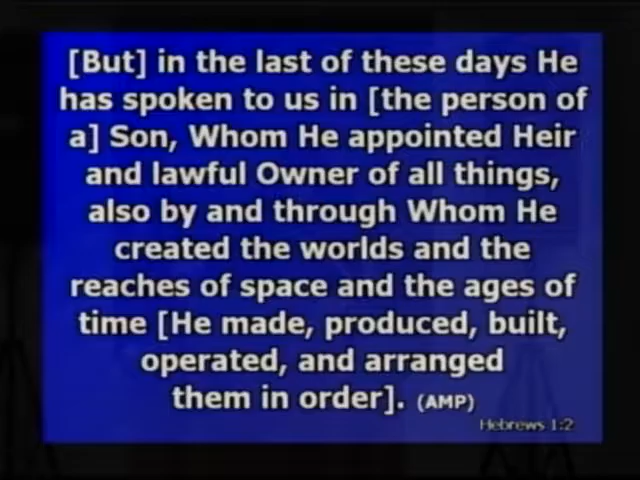 [But] in the last of these days He
has spoken to us in [the person of
a] Son, Whom He appointed Heir
and lawful Owner of all things,
also by and through Whom He
created the worlds and the
reaches of space and the ages of
time [He made, produced, built,
operated, and arranged
them in order]. (AMP)
Hebrews 1:2